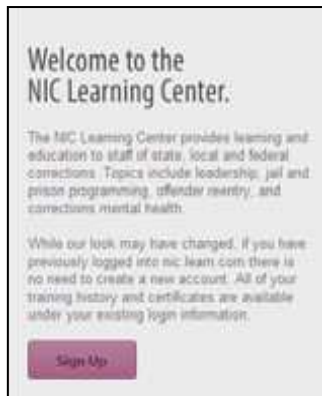 Welcome to the
NIC Learning Center.
The NIC Learning Center provides learning and
education to staff of state, local and federal
corrections. Topics include leadership, jail and
prison programming, offender reentry, and
corrections mental health.
While our look may have changed, if you have
previously logged into nic.learn.com there is
no need to create a new account. All of your
training history and certificates are available
under your existing login information.
Sign Up